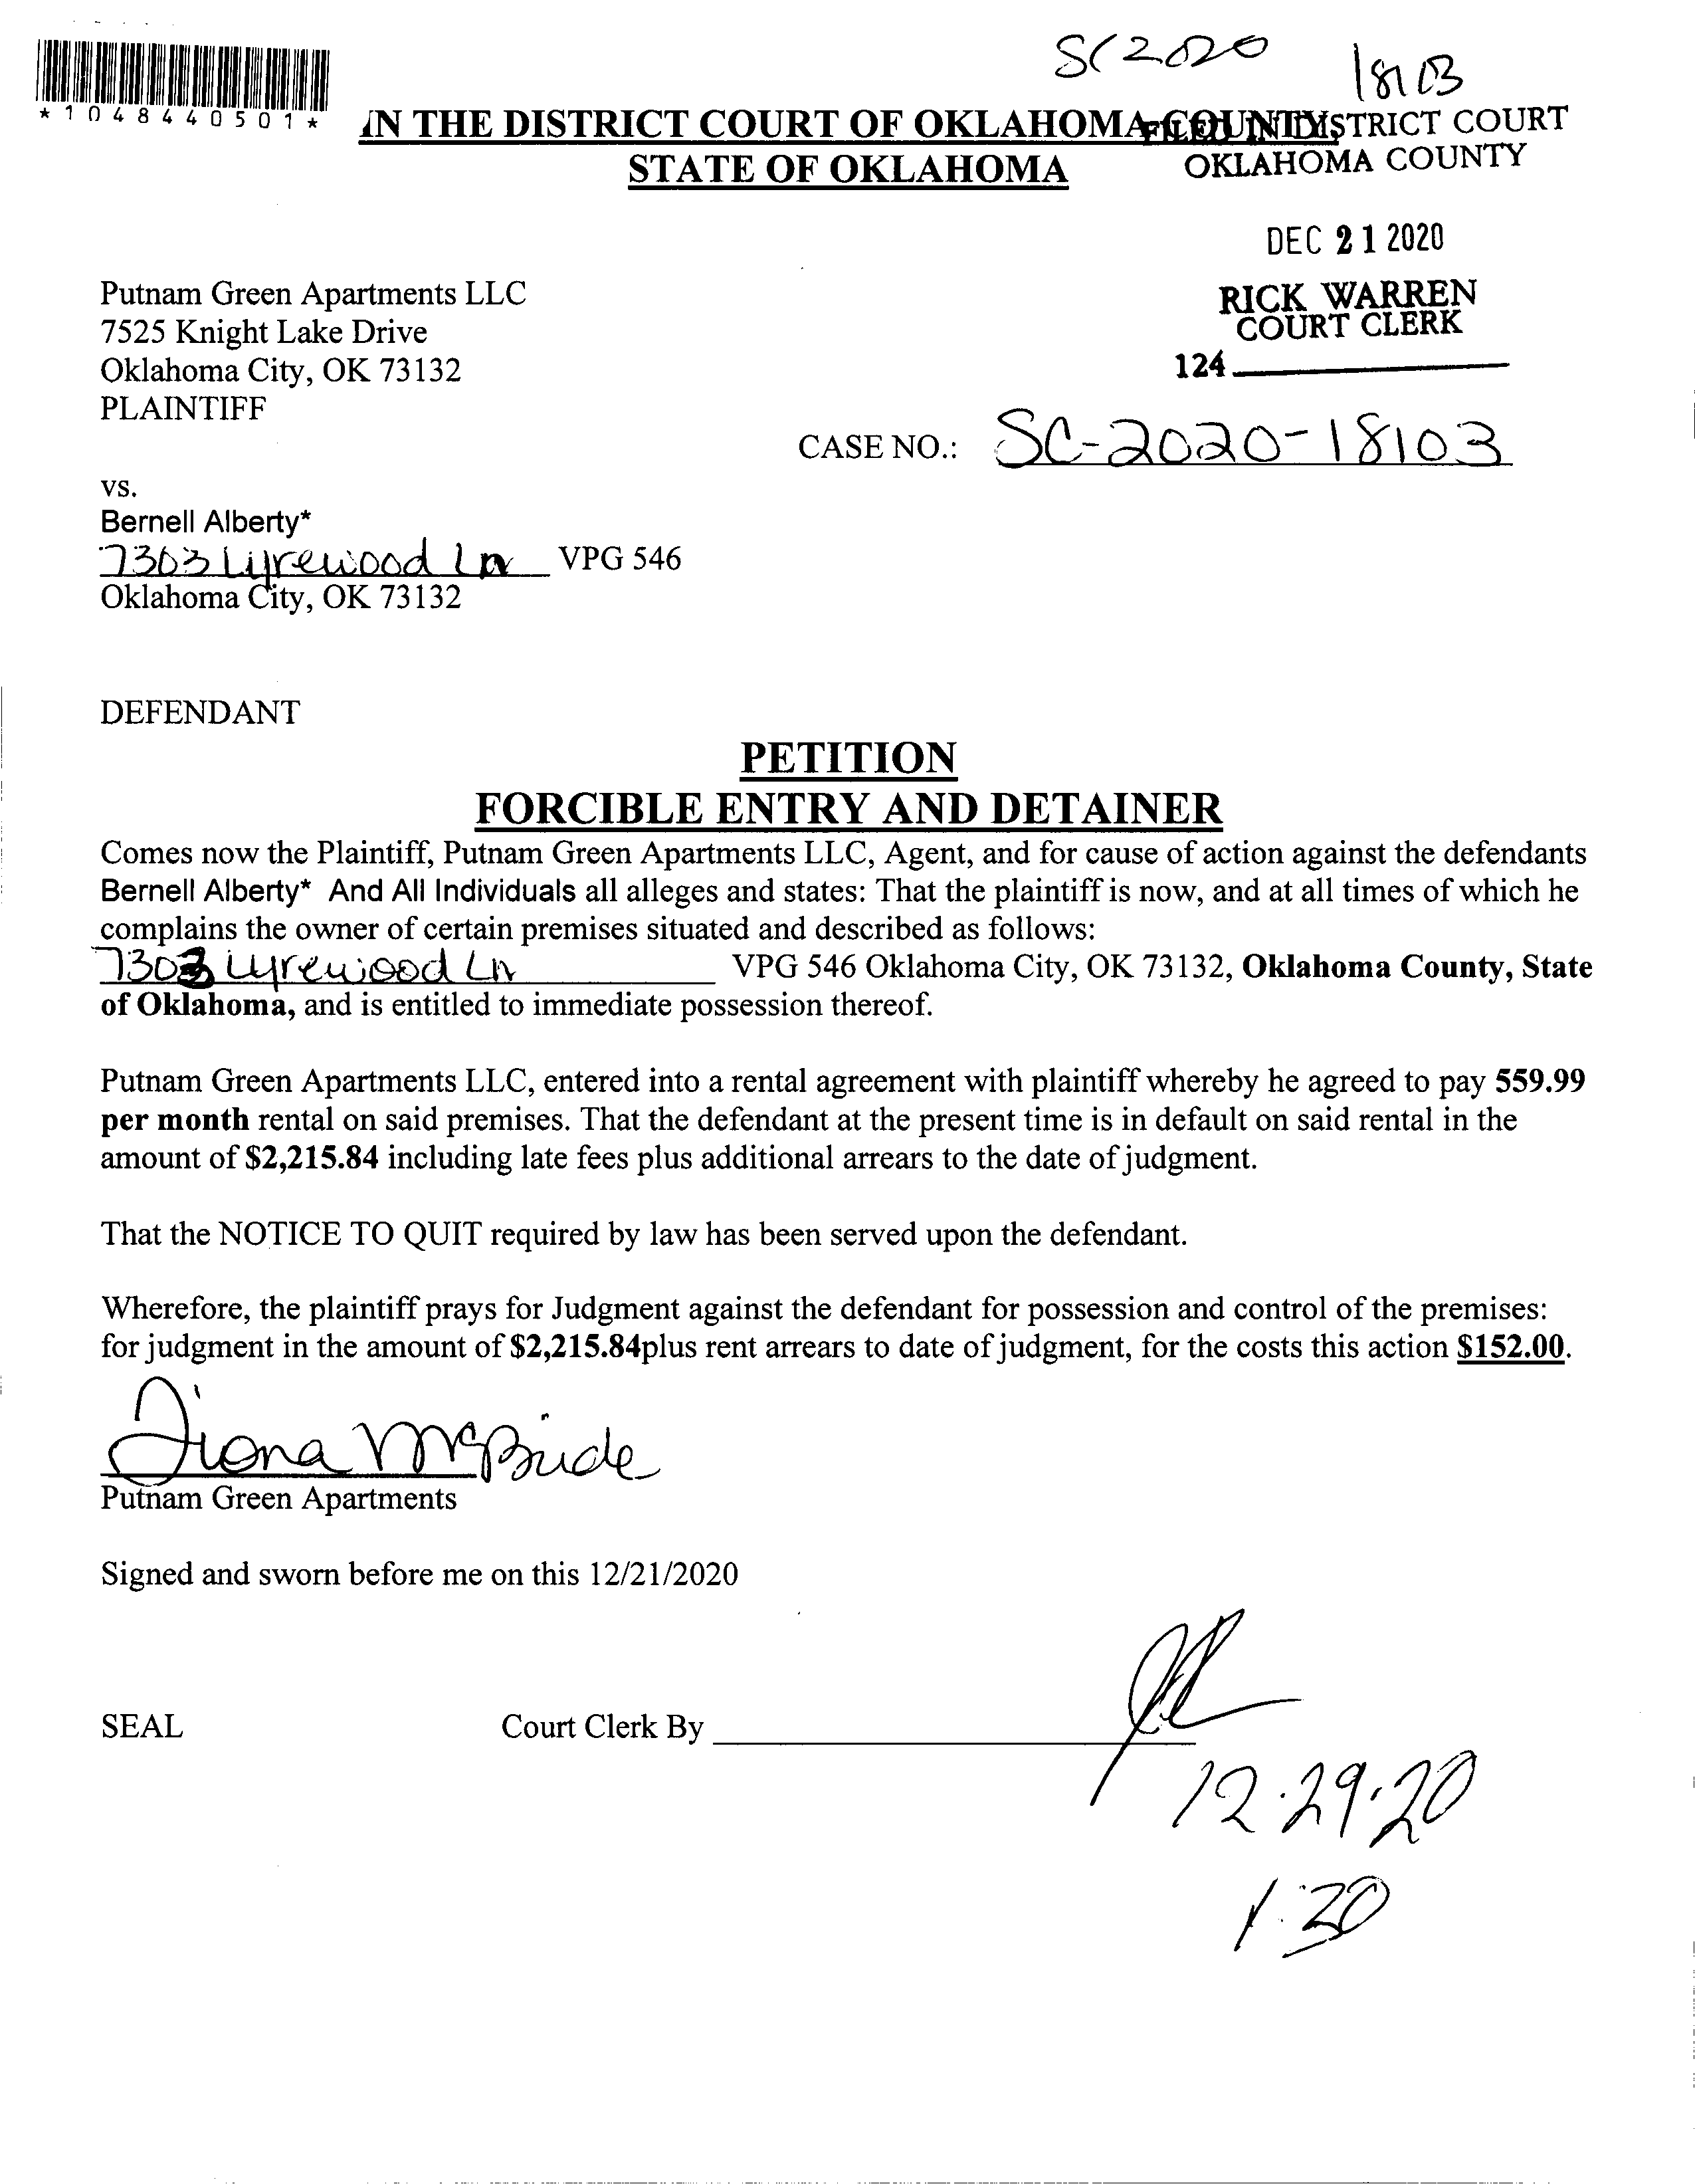 SC 2020 18103
*1048440501*
IN THE DISTRICT COURT OF OKLAHOMA COUNTY
STATE OF OKLAHOMA
FILED IN DISTRICT COURT
OKLAHOMA COUNTY
DEC 21 2020
RICK WARREN
COURT CLERK
124
Putnam Green Apartments LLC
7525 Knight Lake Drive
Oklahoma City, OK 73132
PLAINTIFF
CASE NO.: SC-2020-18103
vs.
Bernell Alberty*
7303 Lyrewood Ln VPG 546
Oklahoma City, OK 73132
DEFENDANT
PETITION
FORCIBLE ENTRY AND DETAINER
Comes now the Plaintiff, Putnam Green Apartments LLC, Agent, and for cause of action against the defendants
Bernell Alberty* And All Individuals all alleges and states: That the plaintiff is now, and at all times of which he
complains the owner of certain premises situated and described as follows:
7303 Lyrewood Ln VPG 546 Oklahoma City, OK 73132, Oklahoma County, State
of Oklahoma, and is entitled to immediate possession thereof.
Putnam Green Apartments LLC, entered into a rental agreement with plaintiff whereby he agreed to pay 559.99
per month rental on said premises. That the defendant at the present time is in default on said rental in the
amount of $2,215.84 including late fees plus additional arrears to the date of judgment.
That the NOTICE TO QUIT required by law has been served upon the defendant.
Wherefore, the plaintiff prays for Judgment against the defendant for possession and control of the premises:
for judgment in the amount of $2,215.84plus rent arrears to date of judgment, for the costs this action $152.00.
Fiona McBride
Putnam Green Apartments
Signed and sworn before me on this 12/21/2020
SEAL Court Clerk By
12.29.20
1:30